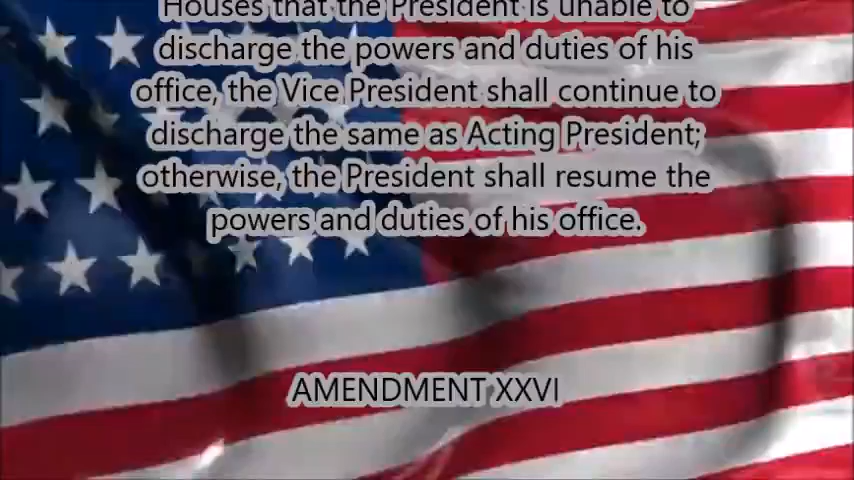 Houses that the President is unable to
discharge the powers and duties of his
office, the Vice President shall continue to
discharge the same as Acting President;
otherwise, the President shall resume the
powers and duties of his office.
AMENDMENT XXVI